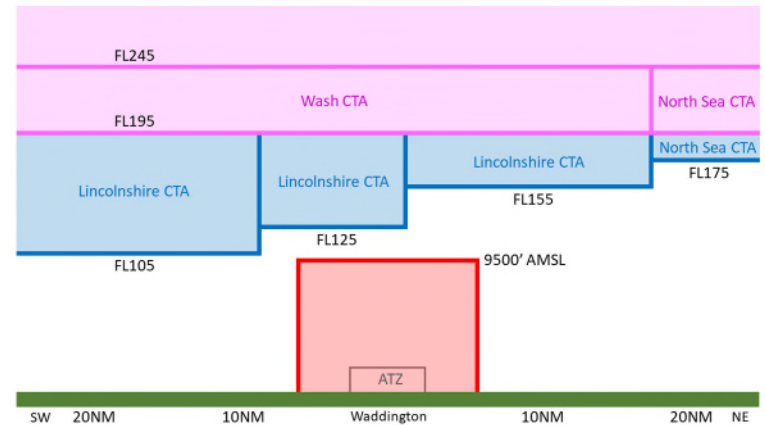 FL245
Wash CTA
North Sea CTA
FL195
North Sea CTA
Lincolnshire CTA
FL175
Lincolnshire CTA
Lincolnshire CTA
FL155
FL125
9500’ AMSL
FL105
ATZ
SW 20NM 10NM Waddington 10NM 20NM NE